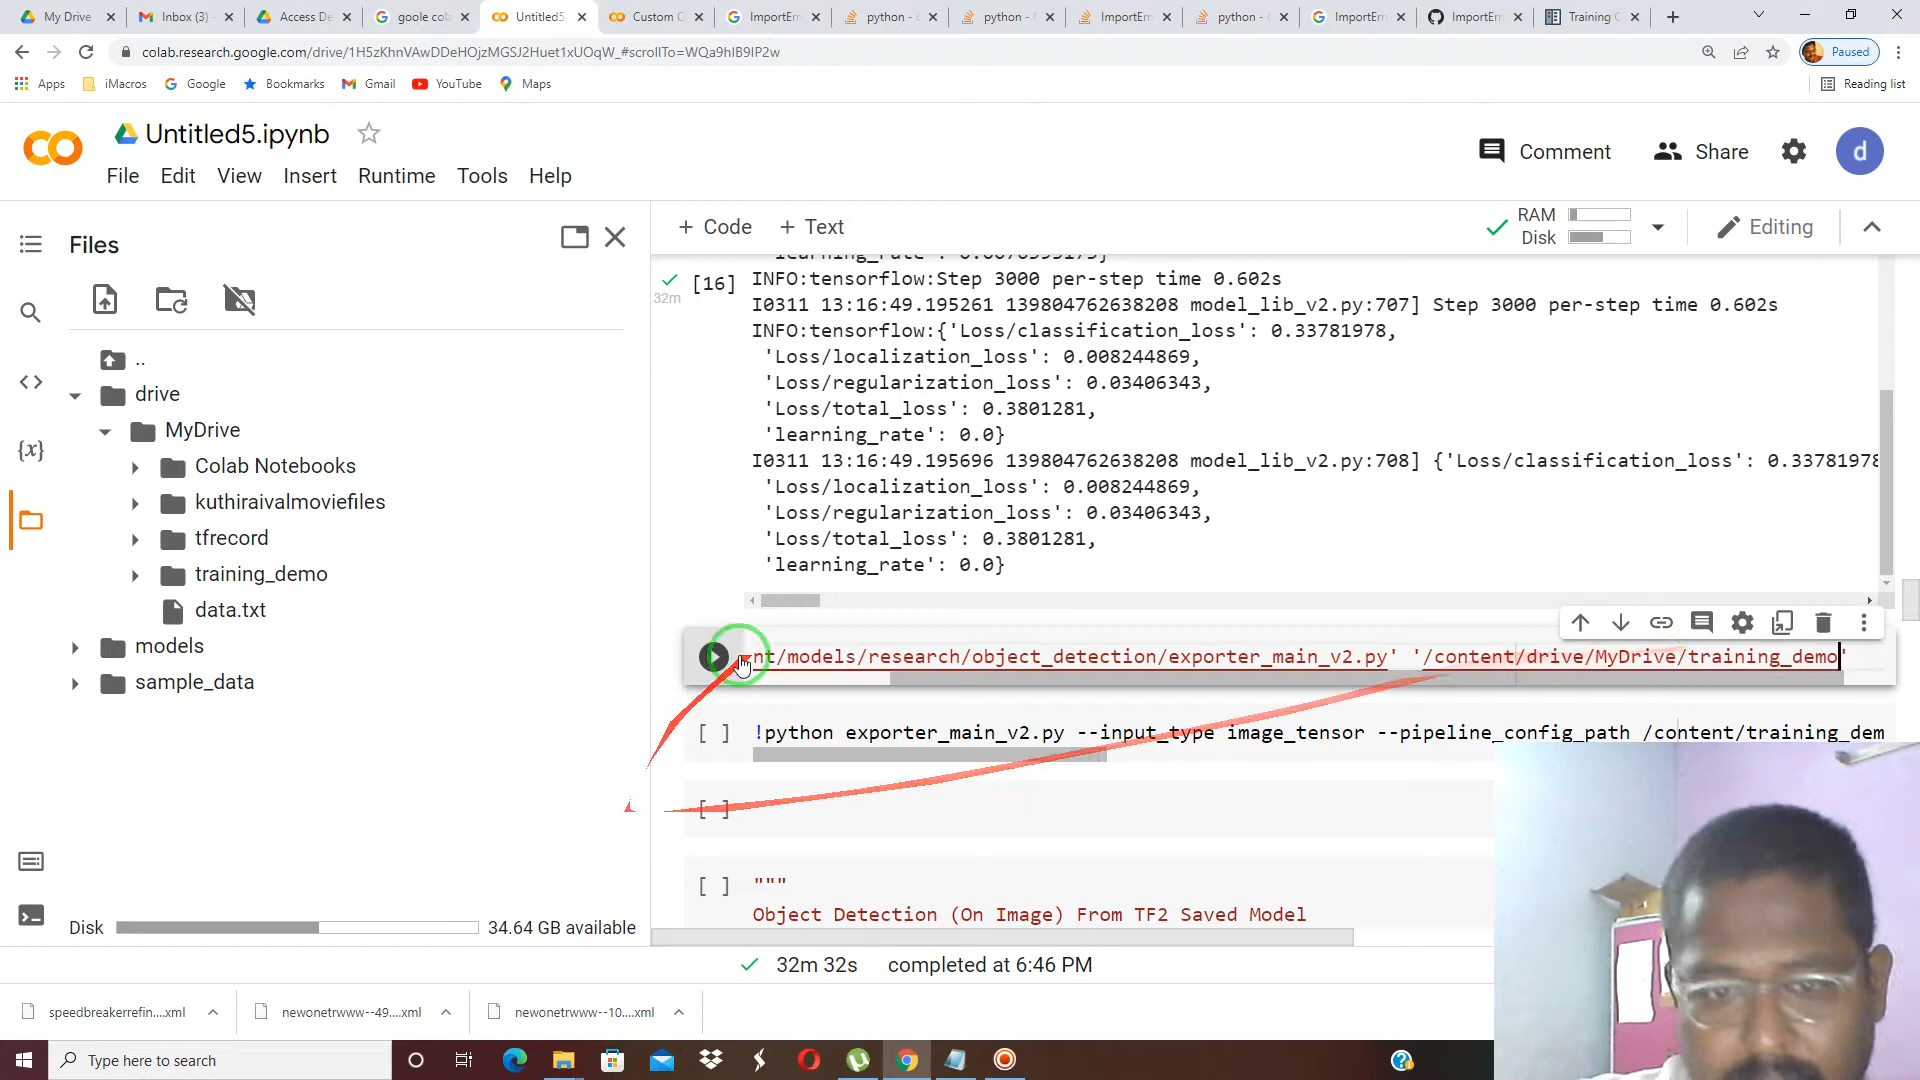 My Drive
Inbox (3)
Access De
goole col
Untitled5.
Custom C
ImportErr
python -
python -
ImportErr
python -
ImportErr
ImportErr
Training C
colab.research.google.com/drive/1H5zKhnVAwDDeHOjzMGSJ2Huet1xUOqW_#scrollTo=WQa9hIB9IP2w
Paused
Apps
iMacros
Google
Bookmarks
Gmail
YouTube
Maps
Reading list
Untitled5.ipynb
Comment
Share
d
File Edit View Insert Runtime Tools Help
Files
+ Code + Text
RAM
Disk
Editing
..
drive
MyDrive
Colab Notebooks
kuthiraivalmoviefiles
tfrecord
training_demo
data.txt
models
sample_data
Disk
34.64 GB available
32m
[16]
INFO:tensorflow:Step 3000 per-step time 0.602s
I0311 13:16:49.195261 139804762638208 model_lib_v2.py:707] Step 3000 per-step time 0.602s
INFO:tensorflow:{'Loss/classification_loss': 0.33781978,
'Loss/localization_loss': 0.008244869,
'Loss/regularization_loss': 0.03406343,
'Loss/total_loss': 0.3801281,
'learning_rate': 0.0}
I0311 13:16:49.195696 139804762638208 model_lib_v2.py:708] {'Loss/classification_loss': 0.33781978
'Loss/localization_loss': 0.008244869,
'Loss/regularization_loss': 0.03406343,
'Loss/total_loss': 0.3801281,
'learning_rate': 0.0}
nt/models/research/object_detection/exporter_main_v2.py' '/content/drive/MyDrive/training_demo'
[ ] !python exporter_main_v2.py --input_type image_tensor --pipeline_config_path /content/training_dem
[ ]
[ ] """
Object Detection (On Image) From TF2 Saved Model
32m 32s completed at 6:46 PM
speedbreakerrefin....xml
newonetrwww--49....xml
newonetrwww--10....xml
Type here to search